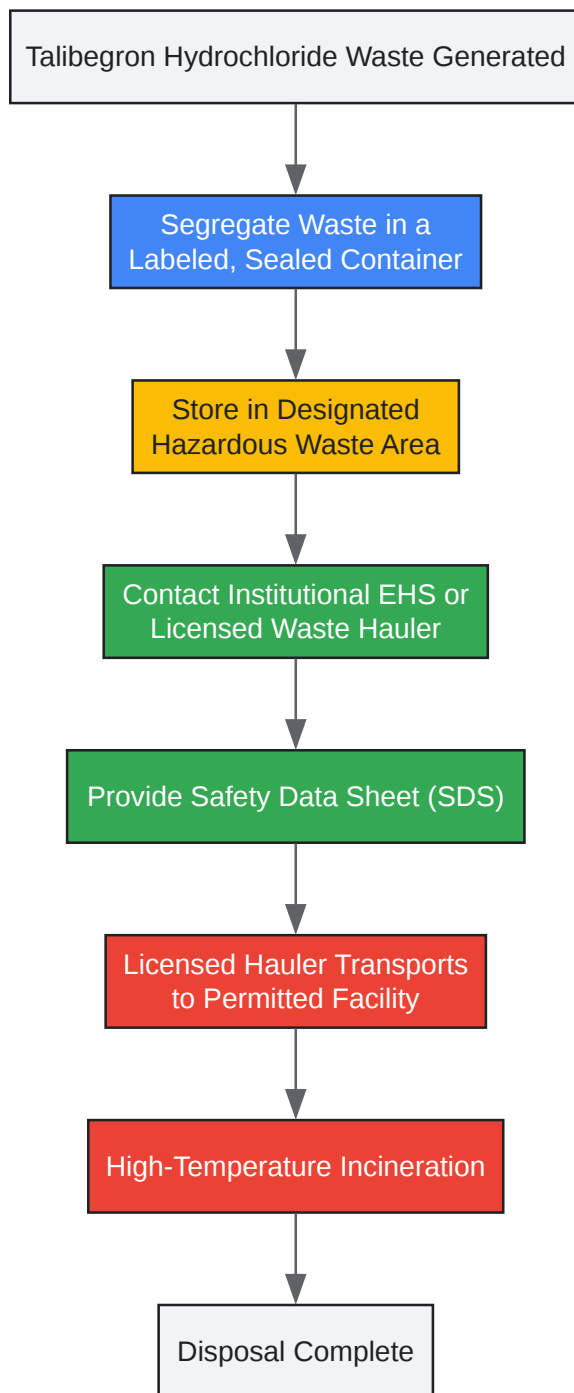 Talibegron Hydrochloride Waste Generated
Segregate Waste in a
Labeled, Sealed Container
Store in Designated
Hazardous Waste Area
Contact Institutional EHS or
Licensed Waste Hauler
Provide Safety Data Sheet (SDS)
Licensed Hauler Transports
to Permitted Facility
High-Temperature Incineration
Disposal Complete